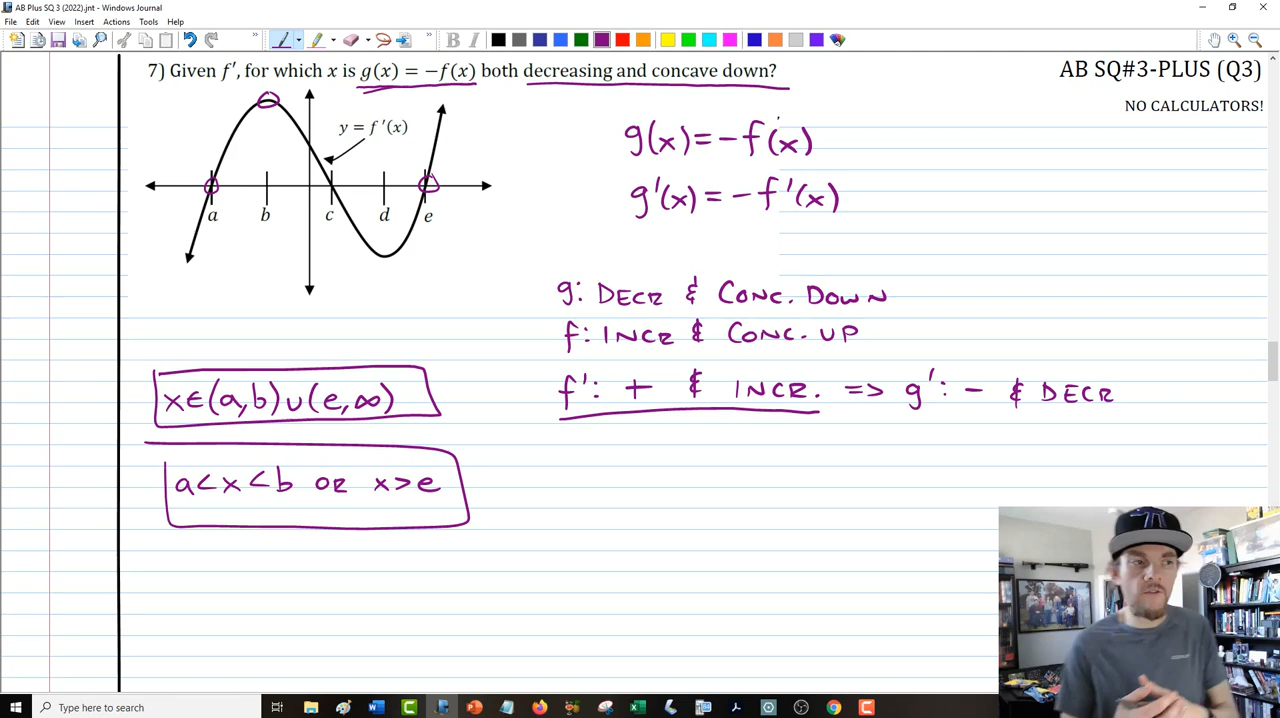 AB Plus SQ 3 (2022).jnt - Windows Journal
File Edit View Insert Actions Tools Help
7) Given f′, for which x is g(x) = −f(x) both decreasing and concave down?
AB SQ#3-PLUS (Q3)
NO CALCULATORS!
y = f ′(x)
a b c d e
g(x) = −f(x)
g'(x) = −f'(x)
g: DECR & CONC. DOWN
f: INCR & CONC. UP
f': + & INCR. => g': − & DECR
x∈(a,b)∪(e,∞)
a<x<b OR x>e
Type here to search